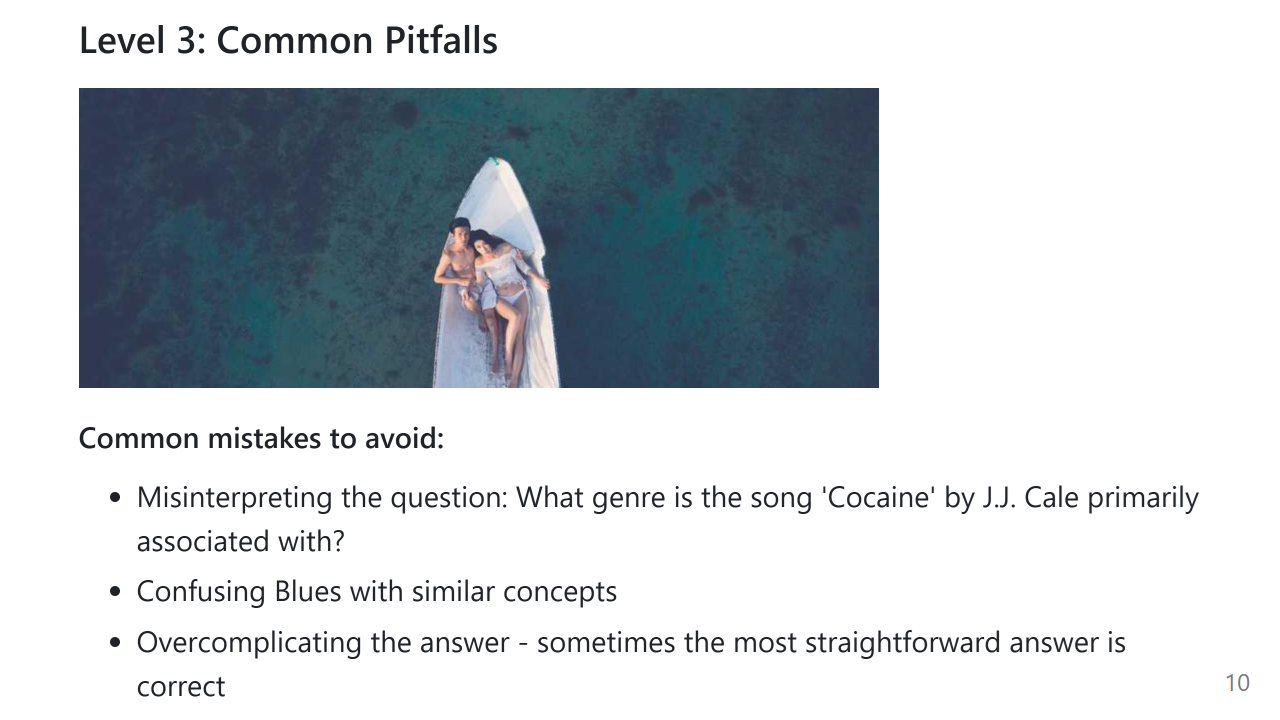 Level 3: Common Pitfalls
Common mistakes to avoid:
Misinterpreting the question: What genre is the song 'Cocaine' by J.J. Cale primarily
associated with?
Confusing Blues with similar concepts
Overcomplicating the answer - sometimes the most straightforward answer is
correct
10